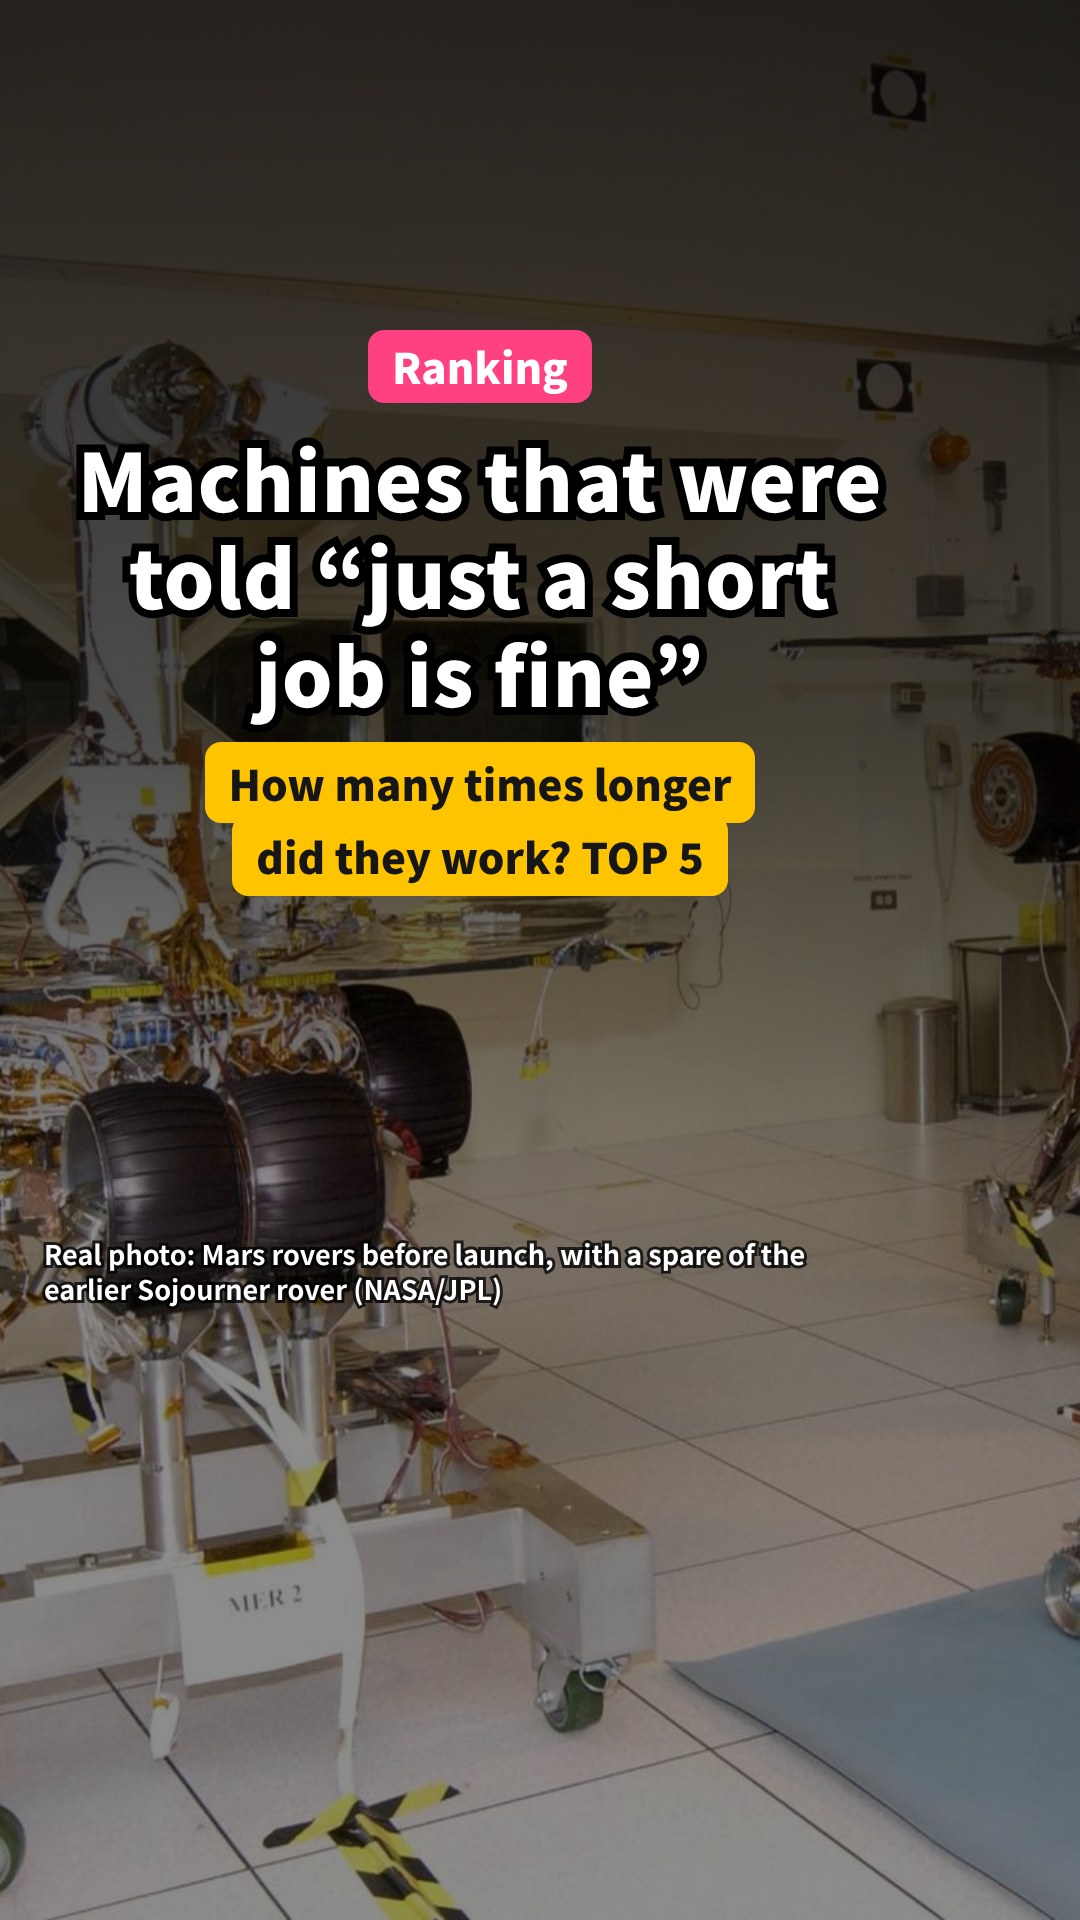 Ranking
Machines that were
told “just a short
job is fine”
How many times longer
did they work? TOP 5
Real photo: Mars rovers before launch, with a spare of the
earlier Sojourner rover (NASA/JPL)
MER 2